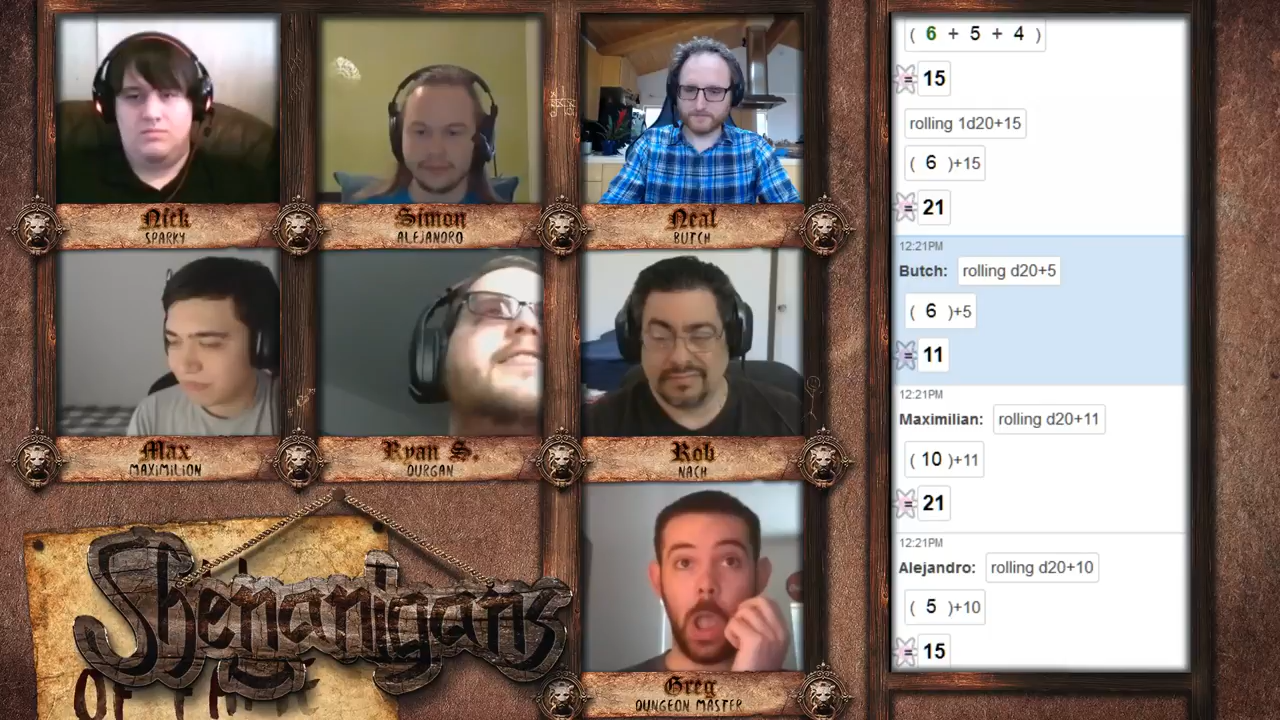 Nick
SPARKY
Simon
ALEJANDRO
Neal
BUTCH
Max
MAXIMILION
Ryan S.
DURGAN
Rob
NACH
Greg
DUNGEON MASTER
Shenanigans
OF
( 6 + 5 + 4 )
= 15
rolling 1d20+15
( 6 )+15
= 21
12:21PM
Butch: rolling d20+5
( 6 )+5
= 11
12:21PM
Maximilian: rolling d20+11
( 10 )+11
= 21
12:21PM
Alejandro: rolling d20+10
( 5 )+10
= 15